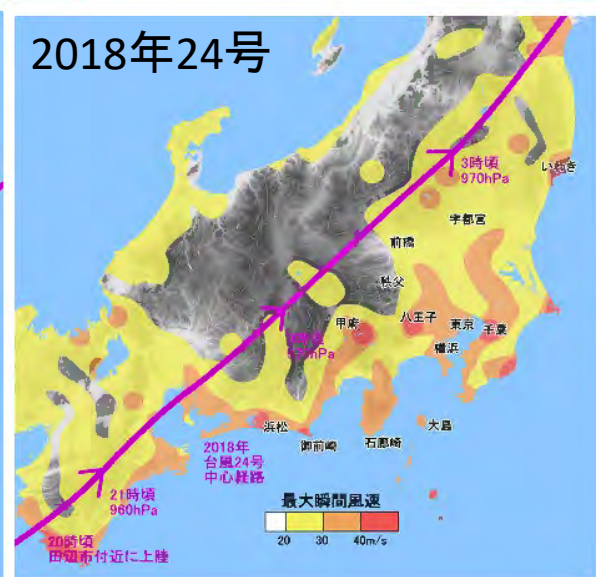 2018年24号
3時頃
970hPa
いわき
宇都宮
前橋
秩父
甲府
八王子
東京
千葉
横浜
大島
浜松
御前崎
石廊崎
2018年
台風24号
中心経路
21時頃
960hPa
20時頃
田辺市付近に上陸
最大瞬間風速
20 30 40m/s